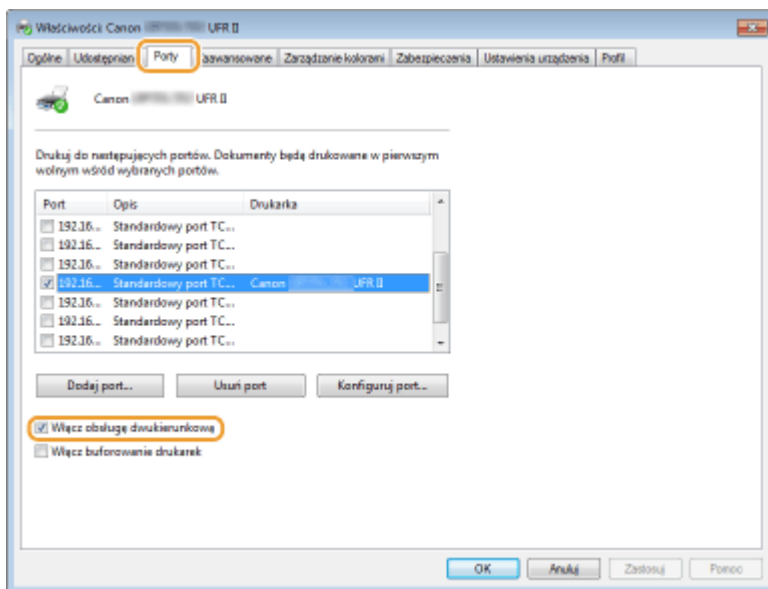 Właściwości: Canon UFR II
Ogólne Udostępnian Porty aawansowane Zarządzanie kolorami Zabezpieczenia Ustawienia urządzenia Profil
Canon UFR II
Drukuj do następujących portów. Dokumenty będą drukowane w pierwszym
wolnym wśród wybranych portów.
Port Opis Drukarka
192.16... Standardowy port TC...
192.16... Standardowy port TC...
192.16... Standardowy port TC...
192.16... Standardowy port TC... Canon UFR II
192.16... Standardowy port TC...
192.16... Standardowy port TC...
192.16... Standardowy port TC...
Dodaj port... Usuń port Konfiguruj port...
Włącz obsługę dwukierunkową
Włącz buforowanie drukarek
OK Anuluj Zastosuj Pomoc